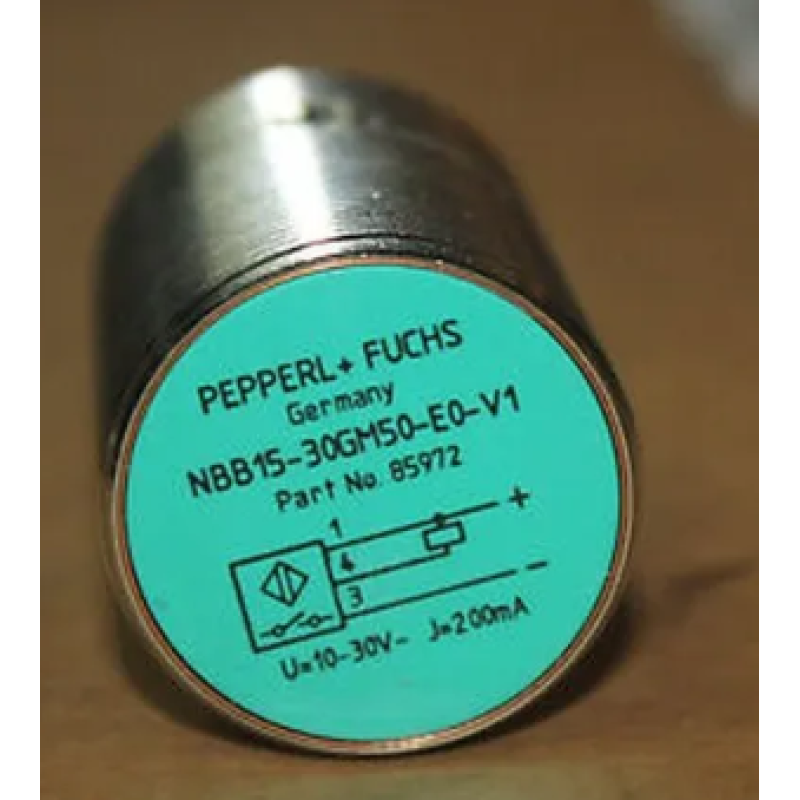 PEPPERL+ FUCHS
Germany
NBB15-30GM50-E0-V1
Part No. 85972
1
+
4
3
-
U=10-30V- J=200mA